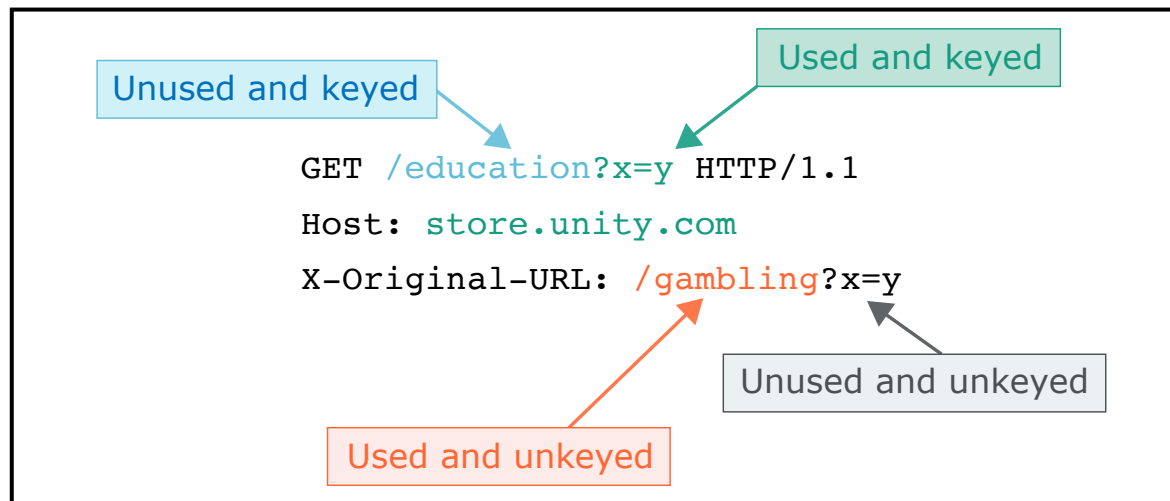 Used and keyed
Unused and keyed
GET /education?x=y HTTP/1.1
Host: store.unity.com
X-Original-URL: /gambling?x=y
Unused and unkeyed
Used and unkeyed